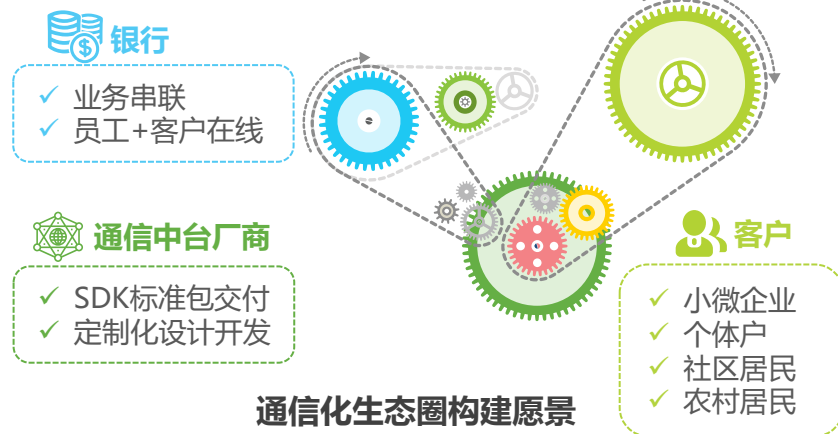 银行
业务串联
员工+客户在线
通信中台厂商
SDK标准包交付
定制化设计开发
客户
小微企业
个体户
社区居民
农村居民
通信化生态圈构建愿景